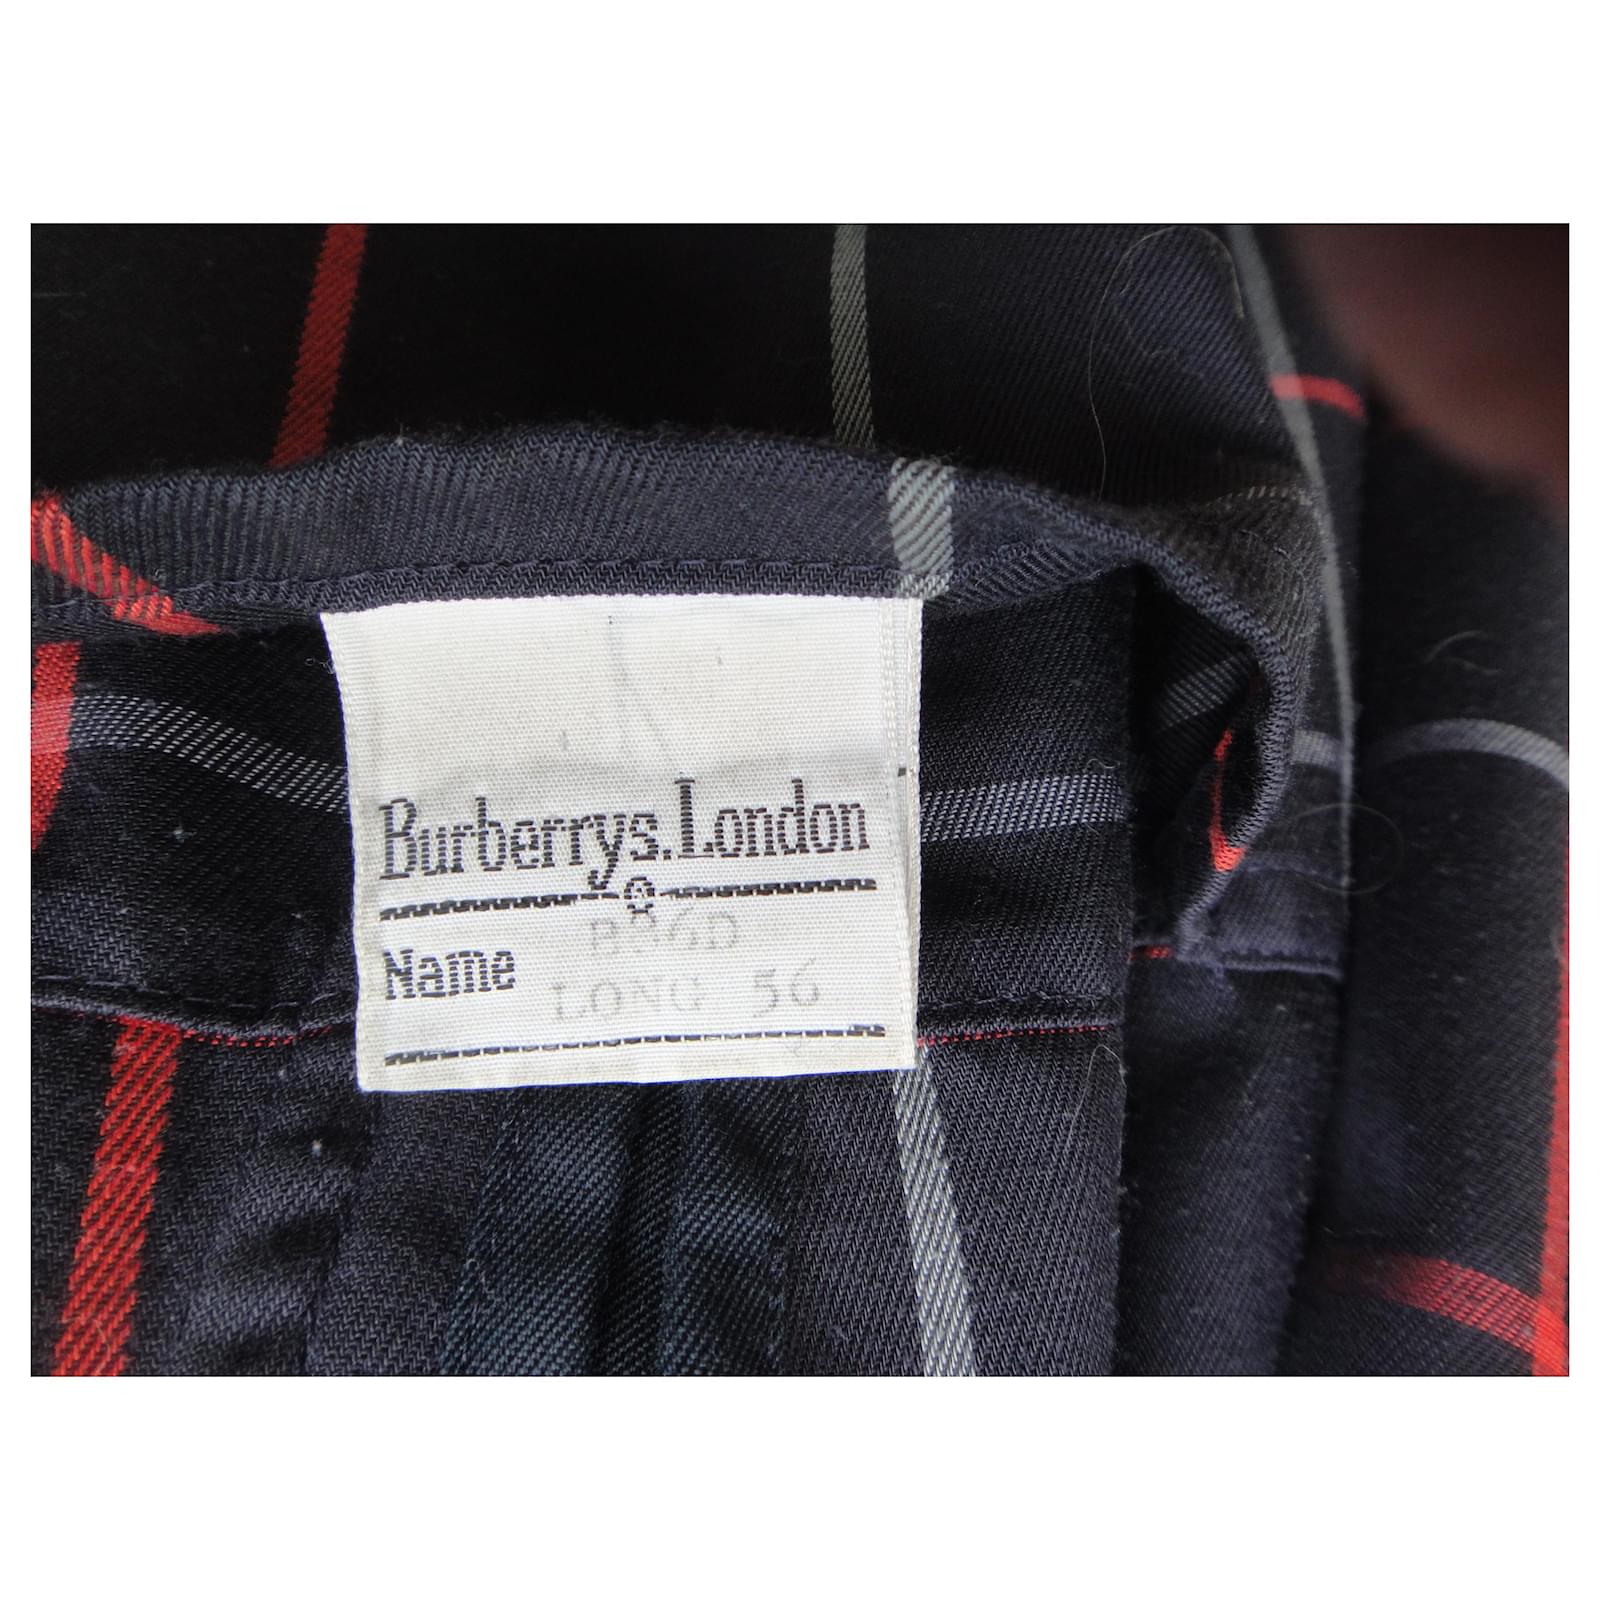 Burberrys. London
Name
LONG 56